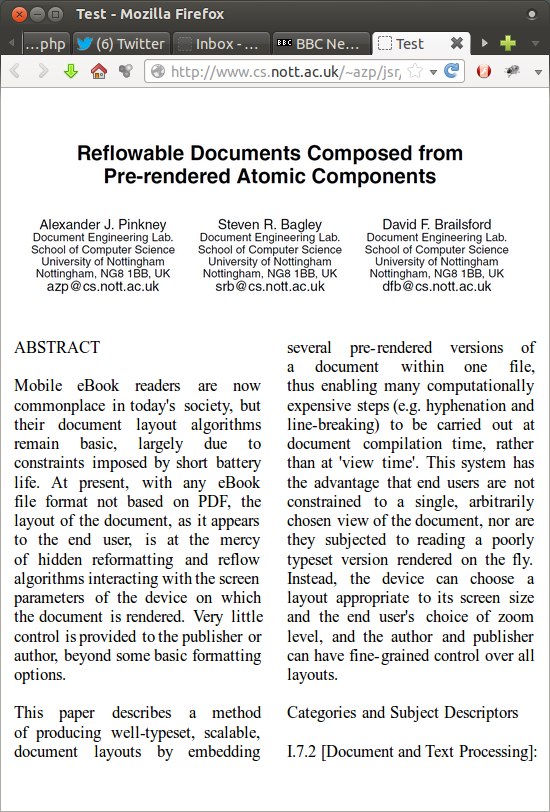 Test - Mozilla Firefox
...php
(6) Twitter
Inbox - ...
BBC
BBC Ne...
Test
http://www.cs.nott.ac.uk/~azp/jsr,
Reflowable Documents Composed from
Pre-rendered Atomic Components
Alexander J. Pinkney
Document Engineering Lab.
School of Computer Science
University of Nottingham
Nottingham, NG8 1BB, UK
azp@cs.nott.ac.uk
Steven R. Bagley
Document Engineering Lab.
School of Computer Science
University of Nottingham
Nottingham, NG8 1BB, UK
srb@cs.nott.ac.uk
David F. Brailsford
Document Engineering Lab.
School of Computer Science
University of Nottingham
Nottingham, NG8 1BB, UK
dfb@cs.nott.ac.uk
ABSTRACT
Mobile eBook readers are now
commonplace in today's society, but
their document layout algorithms
remain basic, largely due to
constraints imposed by short battery
life. At present, with any eBook
file format not based on PDF, the
layout of the document, as it appears
to the end user, is at the mercy
of hidden reformatting and reflow
algorithms interacting with the screen
parameters of the device on which
the document is rendered. Very little
control is provided to the publisher or
author, beyond some basic formatting
options.
This paper describes a method
of producing well-typeset, scalable,
document layouts by embedding
several pre-rendered versions of
a document within one file,
thus enabling many computationally
expensive steps (e.g. hyphenation and
line-breaking) to be carried out at
document compilation time, rather
than at 'view time'. This system has
the advantage that end users are not
constrained to a single, arbitrarily
chosen view of the document, nor are
they subjected to reading a poorly
typeset version rendered on the fly.
Instead, the device can choose a
layout appropriate to its screen size
and the end user's choice of zoom
level, and the author and publisher
can have fine-grained control over all
layouts.
Categories and Subject Descriptors
I.7.2 [Document and Text Processing]: